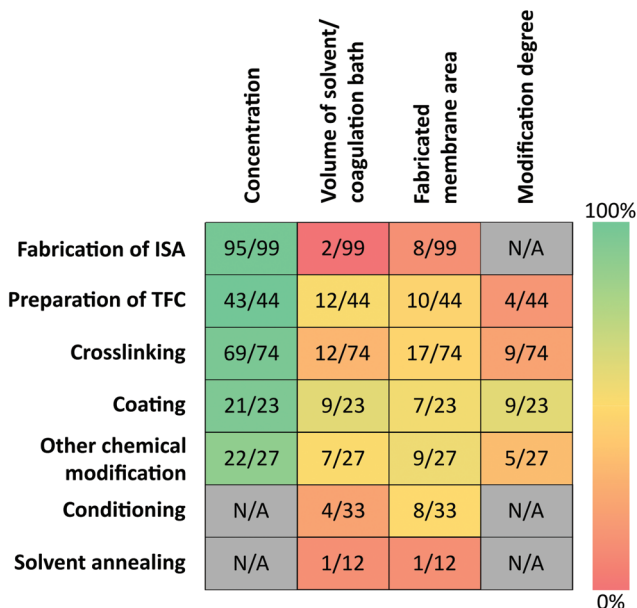 Concentration
Volume of solvent/
coagulation bath
Fabricated
membrane area
Modification degree
100%
Fabrication of ISA 95/99 2/99 8/99 N/A
Preparation of TFC 43/44 12/44 10/44 4/44
Crosslinking 69/74 12/74 17/74 9/74
Coating 21/23 9/23 7/23 9/23
Other chemical
modification 22/27 7/27 9/27 5/27
Conditioning N/A 4/33 8/33 N/A
Solvent annealing N/A 1/12 1/12 N/A
0%